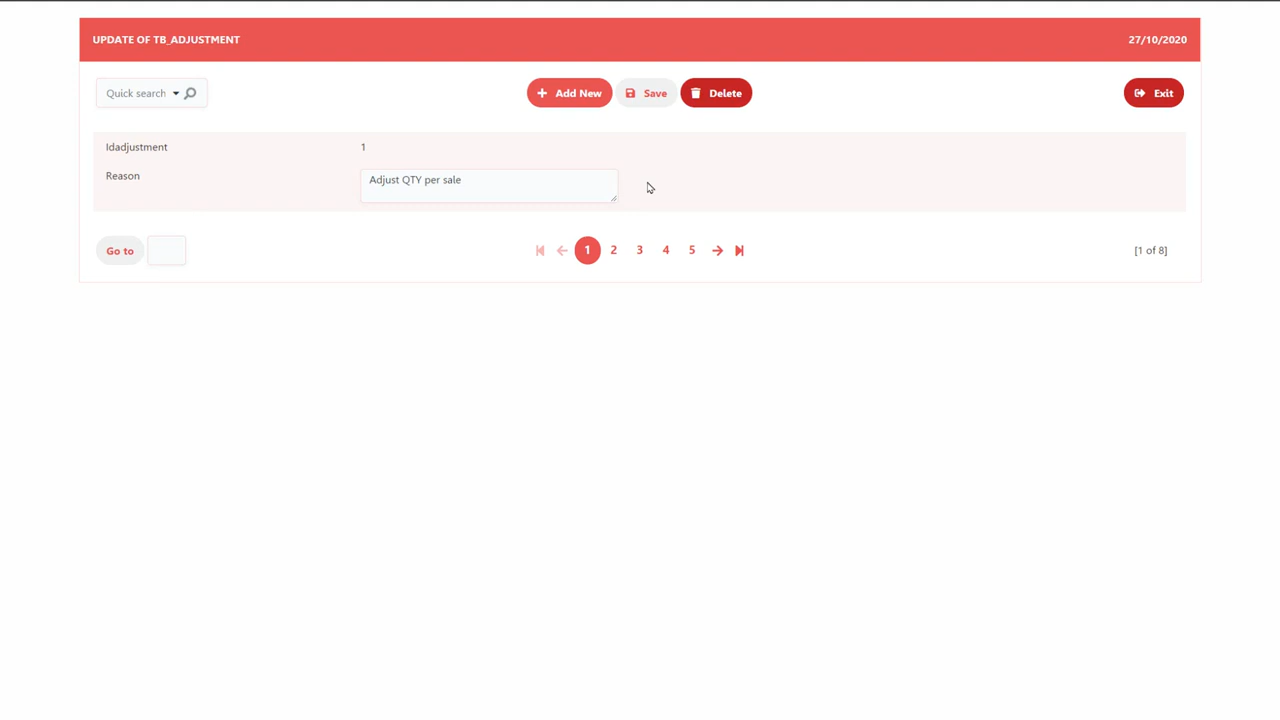 UPDATE OF TB_ADJUSTMENT 27/10/2020
Quick search Add New Save Delete Exit
Idadjustment 1
Reason Adjust QTY per sale
Go to 1 2 3 4 5 [1 of 8]